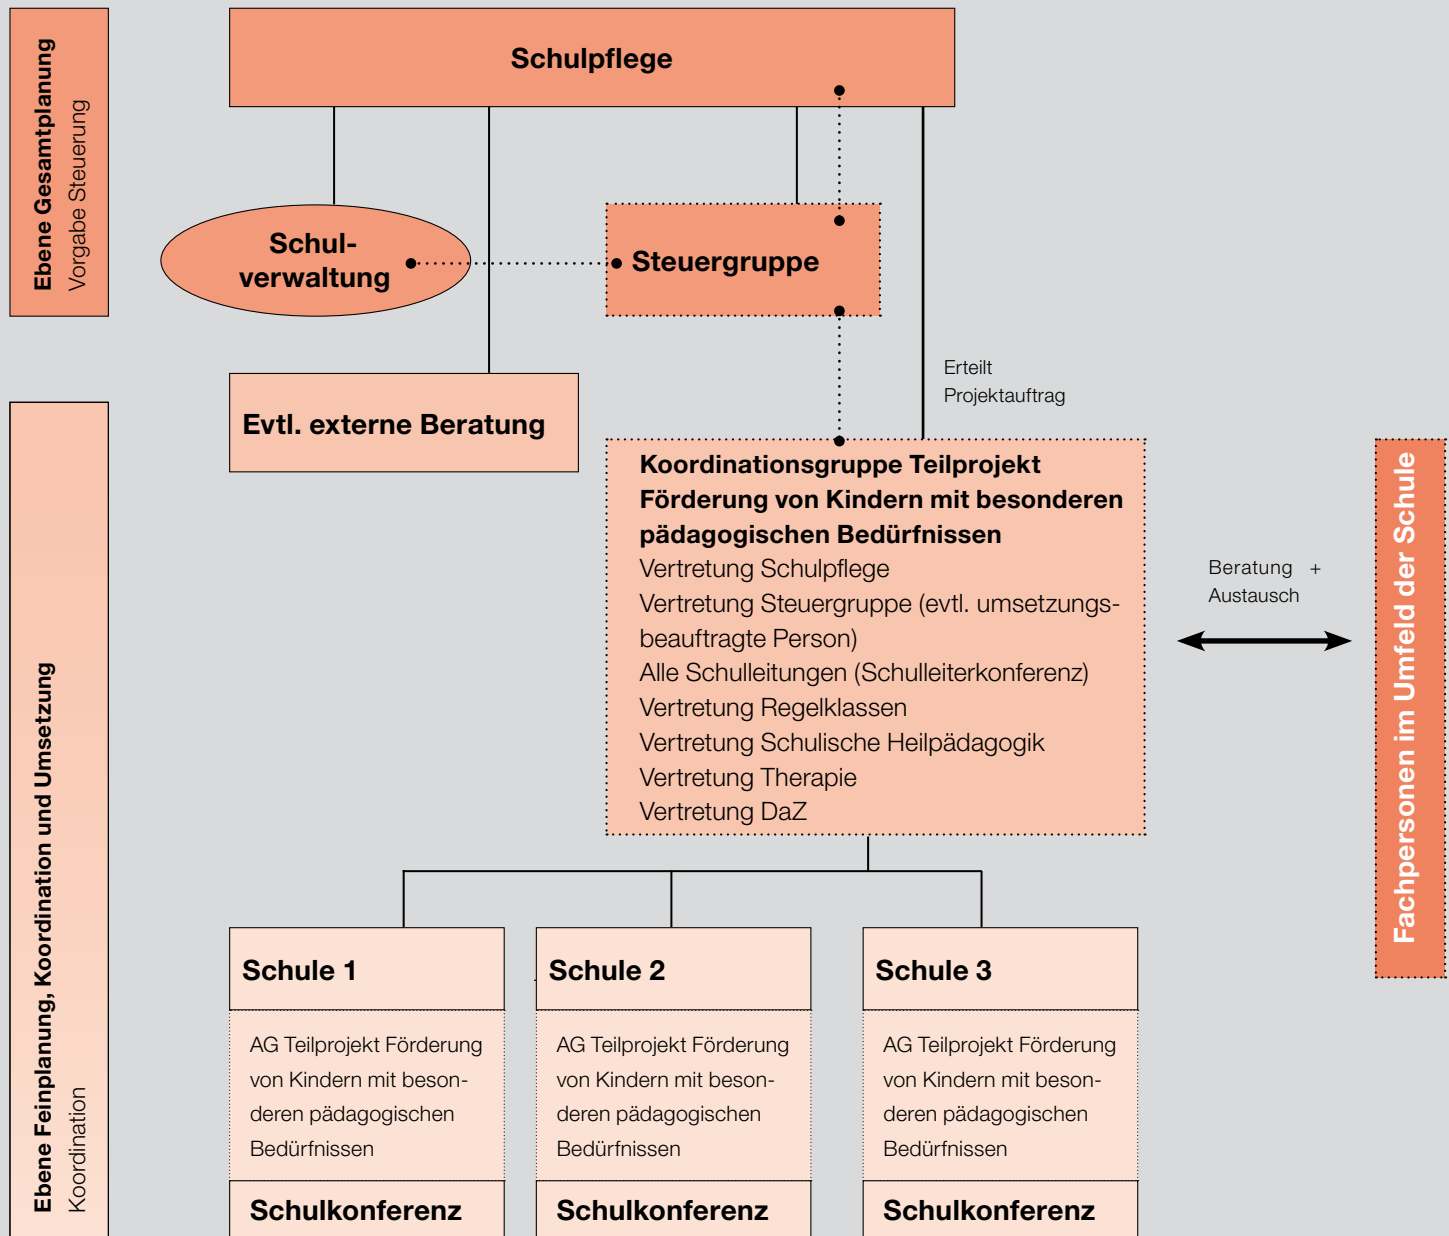 Ebene Gesamtplanung
Vorgabe Steuerung
Schulpflege
Schul-
verwaltung
Steuergruppe
Erteilt
Projektauftrag
Evtl. externe Beratung
Ebene Feinplanung, Koordination und Umsetzung
Koordination
Koordinationsgruppe Teilprojekt
Förderung von Kindern mit besonderen
pädagogischen Bedürfnissen
Vertretung Schulpflege
Vertretung Steuergruppe (evtl. umsetzungs-
beauftragte Person)
Alle Schulleitungen (Schulleiterkonferenz)
Vertretung Regelklassen
Vertretung Schulische Heilpädagogik
Vertretung Therapie
Vertretung DaZ
Beratung +
Austausch
Fachpersonen im Umfeld der Schule
Schule 1
AG Teilprojekt Förderung
von Kindern mit beson-
deren pädagogischen
Bedürfnissen
Schulkonferenz
Schule 2
AG Teilprojekt Förderung
von Kindern mit beson-
deren pädagogischen
Bedürfnissen
Schulkonferenz
Schule 3
AG Teilprojekt Förderung
von Kindern mit beson-
deren pädagogischen
Bedürfnissen
Schulkonferenz